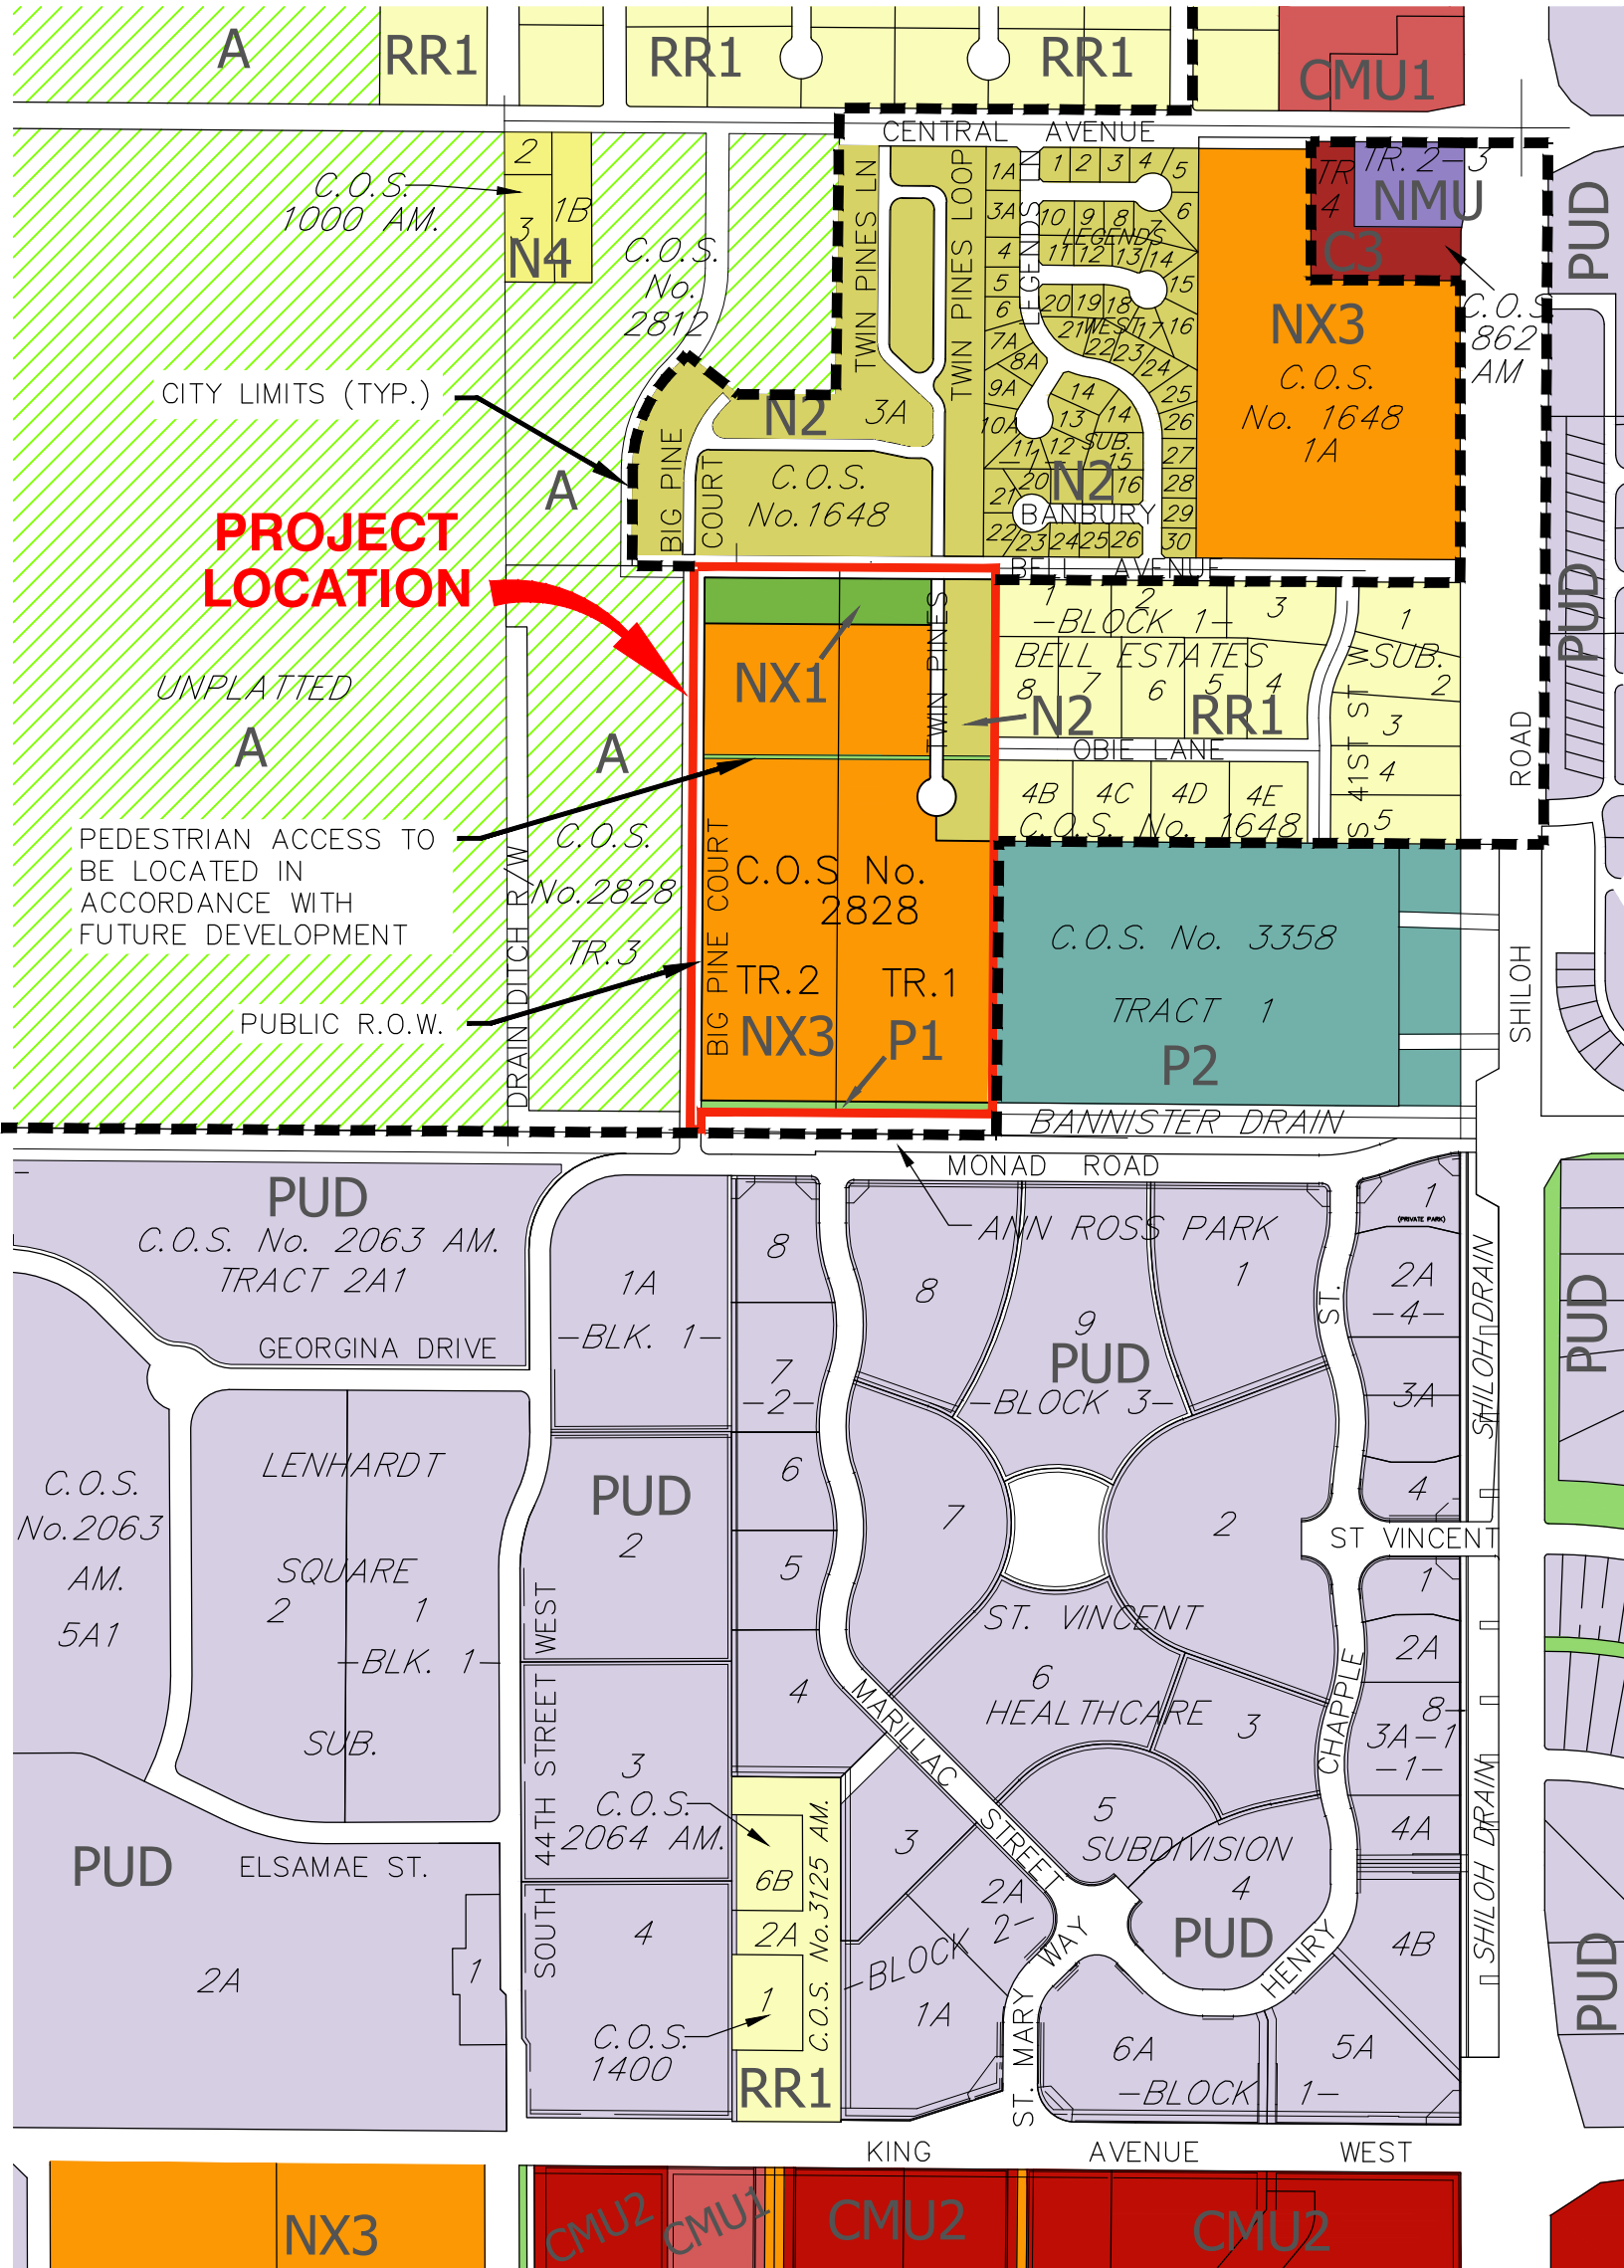 A
RR1
RR1
RR1
CMU1
CENTRAL AVENUE
2
3
1B
N4
C.O.S.
1000 AM.
C.O.S.
No.
2812
TWIN PINES LN
TWIN PINES LOOP
LEGENDS LN
1A
3A
4
5
6
7A
8A
9A
10A
11
-1-
12
13
14
14
1
2
3
4
5
6
7
8
9
10
LEGENDS
11
12
13
14
15
16
17
18
19
20
21
WEST
22
23
24
25
26
27
28
29
30
SUB.
15
16
20
21
22
23
24
25
26
N2
BANBURY
TR
4
TR. 2-3
NMU
C3
NX3
C.O.S.
No. 1648
1A
C.O.S
862
AM
PUD
CITY LIMITS (TYP.)
A
BIG PINE
COURT
N2
3A
C.O.S.
No.1648
PROJECT
LOCATION
BELL AVENUE
NX1
TWIN PINES
N2
1
2
3
-BLOCK 1-
BELL ESTATES
8
7
6
5
4
RR1
OBIE LANE
4B
4C
4D
4E
C.O.S. No. 1648
S 41ST ST W
1
SUB.
2
3
4
5
ROAD
PUD
UNPLATTED
A
A
PEDESTRIAN ACCESS TO
BE LOCATED IN
ACCORDANCE WITH
FUTURE DEVELOPMENT
C.O.S.
No.2828
TR.3
DRAIN DITCH R/W
PUBLIC R.O.W.
BIG PINE COURT
C.O.S No.
2828
TR.2
TR.1
NX3
P1
C.O.S. No. 3358
TRACT 1
P2
SHILOH
BANNISTER DRAIN
MONAD ROAD
ANN ROSS PARK
PUD
C.O.S. No. 2063 AM.
TRACT 2A1
GEORGINA DRIVE
1A
-BLK. 1-
8
7
-2-
6
5
4
8
9
PUD
-BLOCK 3-
1
7
2
ST. VINCENT
6
HEALTHCARE
3
5
SUBDIVISION
4
PUD
ST.
1
(PRIVATE PARK)
2A
-4-
3A
4
SHILOH DRAIN
PUD
ST VINCENT
1
2A
8-
3A-1
-1-
4A
4B
CHAPPLE
SHILOH DRAIN
C.O.S.
No.2063
AM.
5A1
LENHARDT
SQUARE
2
1
-BLK. 1-
SUB.
PUD
2
SOUTH 44TH STREET WEST
3
C.O.S.
2064 AM.
4
C.O.S.
1400
6B
2A
1
RR1
C.O.S. No.3125 AM.
MARILLAC STREET
3
2A
2-
-BLOCK
1A
ST. MARY WAY
HENRY
6A
5A
-BLOCK 1-
PUD
PUD
ELSAMAE ST.
2A
1
KING AVENUE WEST
NX3
CMU2
CMU1
CMU2
CMU2